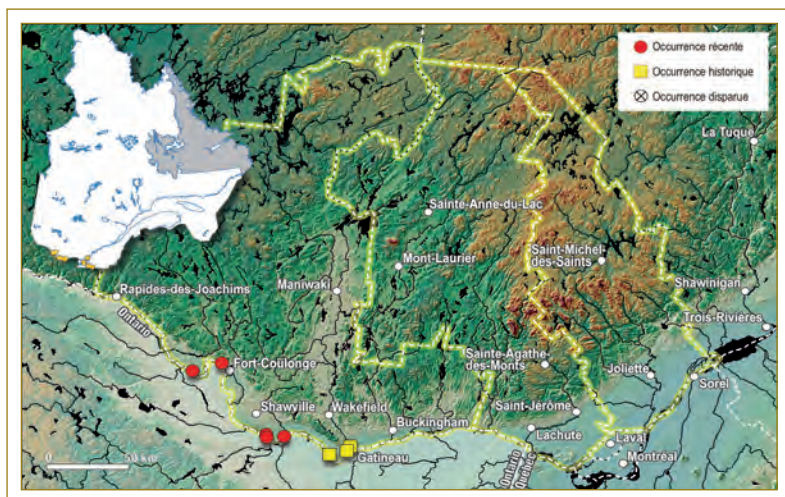 Occurrence récente
Occurrence historique
Occurrence disparue
La Tuque
Sainte-Anne-du-Lac
Saint-Michel
des-Saints
Mont-Laurier
Maniwaki
Rapides-des-Joachims
Shawinigan
Ontario
Trois-Rivières
Fort-Coulonge
Sainte-Agathe
des-Monts
Joliette
Sorel
Shawville
Wakefield
Saint-Jérôme
Buckingham
Lachute
Laval
Gatineau
Montréal
Ontario
Québec
0 50 km